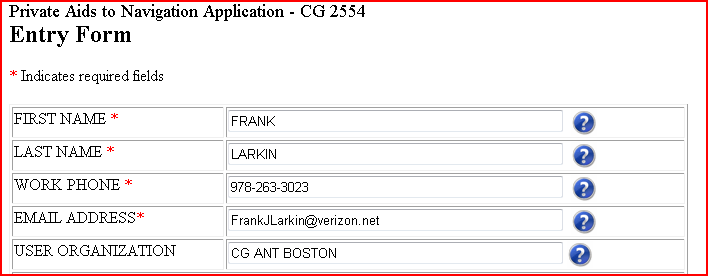 Private Aids to Navigation Application - CG 2554
Entry Form
* Indicates required fields
FIRST NAME * FRANK ?
LAST NAME * LARKIN ?
WORK PHONE * 978-263-3023 ?
EMAIL ADDRESS* FrankJLarkin@verizon.net ?
USER ORGANIZATION CG ANT BOSTON ?